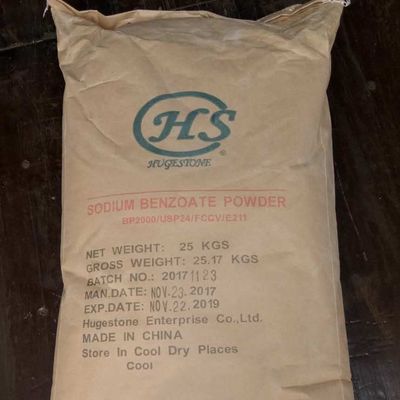 HS
HUGESTONE ®
SODIUM BENZOATE POWDER
BP2000/USP24/FCCV/E211
NET WEIGHT: 25 KGS
GROSS WEIGHT: 25.17 KGS
BATCH NO.: 20171123
MAN.DATE: NOV.23.2017
EXP.DATE: NOV.22.2019
Hugestone Enterprise Co.,Ltd.
MADE IN CHINA
Store In Cool Dry Places
Cool